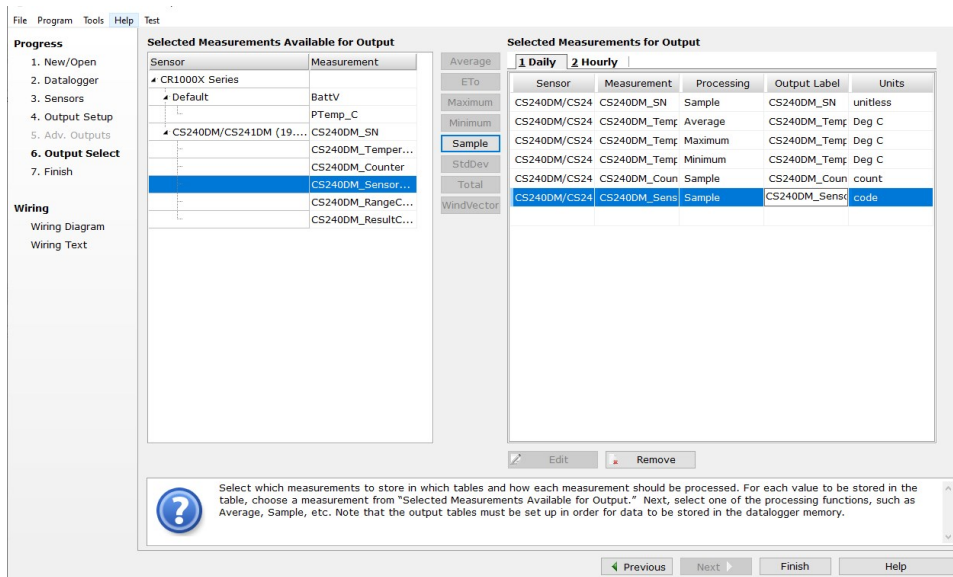 File Program Tools Help Test
Progress
1. New/Open
2. Datalogger
3. Sensors
4. Output Setup
5. Adv. Outputs
6. Output Select
7. Finish
Wiring
Wiring Diagram
Wiring Text
Selected Measurements Available for Output
Sensor Measurement
CR1000X Series
Default BattV
PTemp_C
CS240DM/CS241DM (19.... CS240DM_SN
CS240DM_Temper...
CS240DM_Counter
CS240DM_Sensor...
CS240DM_RangeC...
CS240DM_ResultC...
Average
ETo
Maximum
Minimum
Sample
StdDev
Total
WindVector
Selected Measurements for Output
1 Daily 2 Hourly
Sensor Measurement Processing Output Label Units
CS240DM/CS24 CS240DM_SN Sample CS240DM_SN unitless
CS240DM/CS24 CS240DM_Temp Average CS240DM_Temp Deg C
CS240DM/CS24 CS240DM_Temp Maximum CS240DM_Temp Deg C
CS240DM/CS24 CS240DM_Temp Minimum CS240DM_Temp Deg C
CS240DM/CS24 CS240DM_Coun Sample CS240DM_Coun count
CS240DM/CS24 CS240DM_Sens Sample CS240DM_Senso code
Edit Remove
Select which measurements to store in which tables and how each measurement should be processed. For each value to be stored in the
table, choose a measurement from “Selected Measurements Available for Output.” Next, select one of the processing functions, such as
Average, Sample, etc. Note that the output tables must be set up in order for data to be stored in the datalogger memory.
Previous Next Finish Help